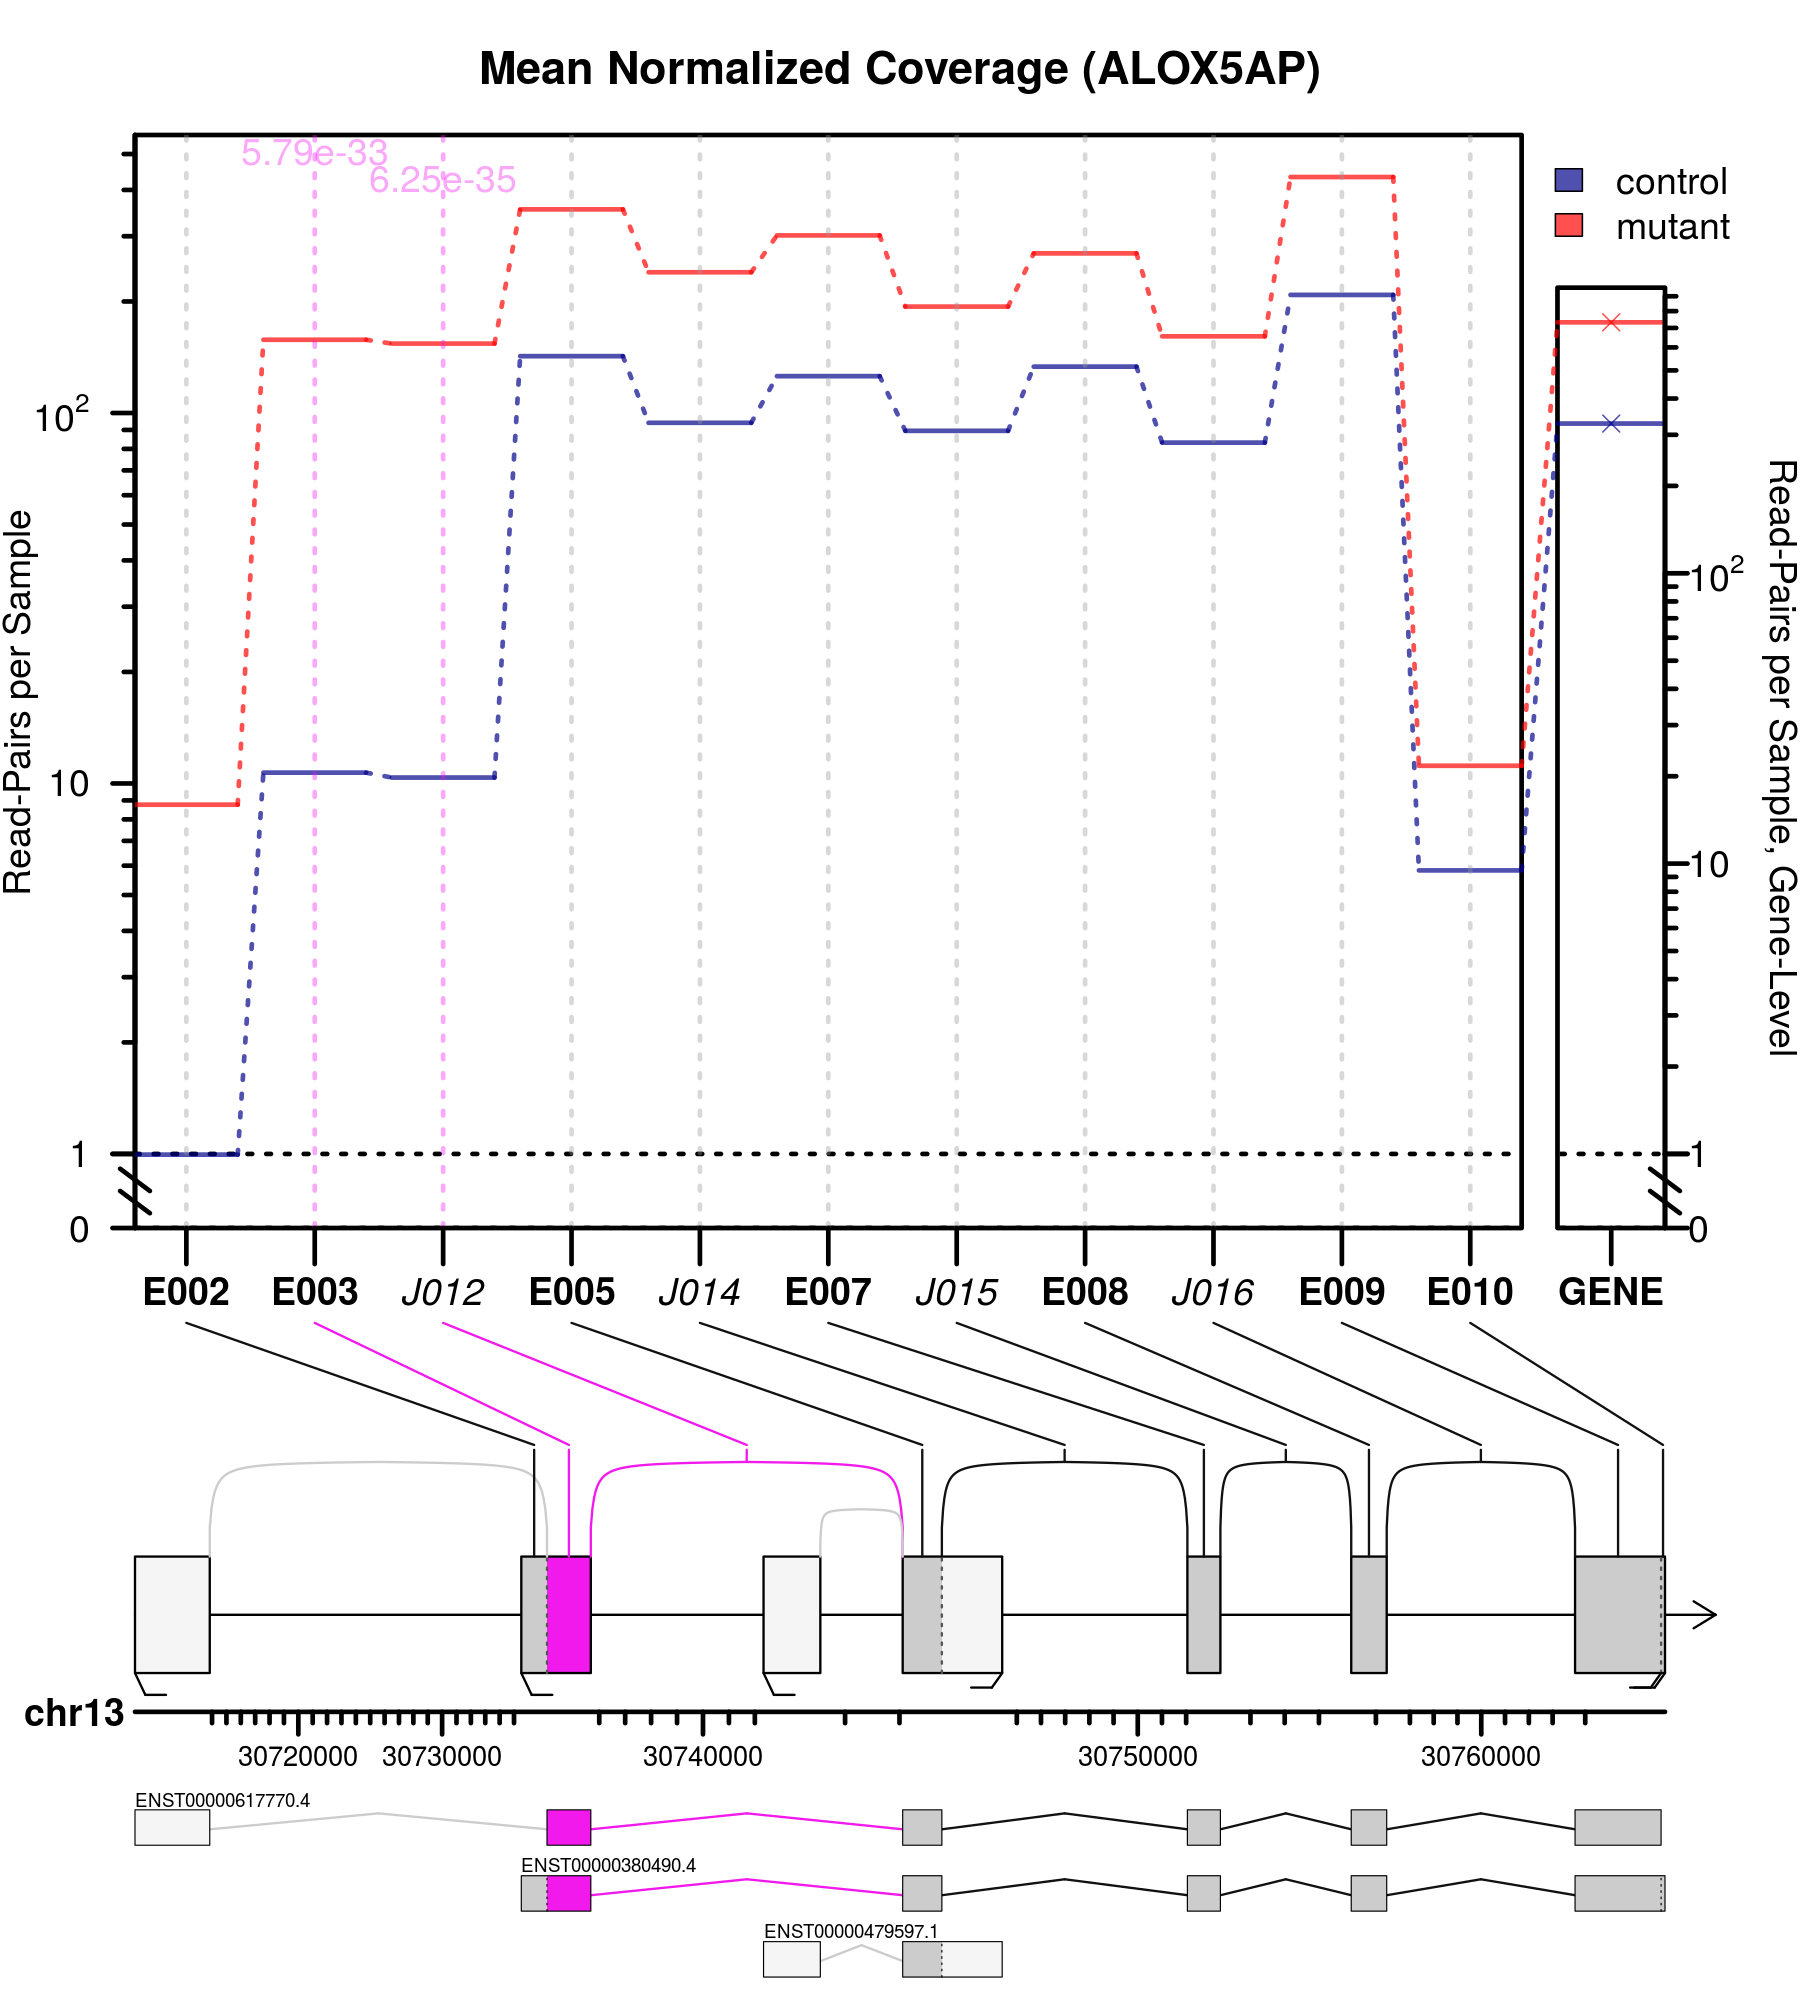 Mean Normalized Coverage (ALOX5AP)
5.79e-33
6.25e-35
control
mutant
Read-Pairs per Sample
10²
10
1
0
Read-Pairs per Sample, Gene-Level
10²
10
1
0
E002 E003 J012 E005 J014 E007 J015 E008 J016 E009 E010 GENE
chr13
30720000 30730000 30740000 30750000 30760000
ENST00000617770.4
ENST00000380490.4
ENST00000479597.1